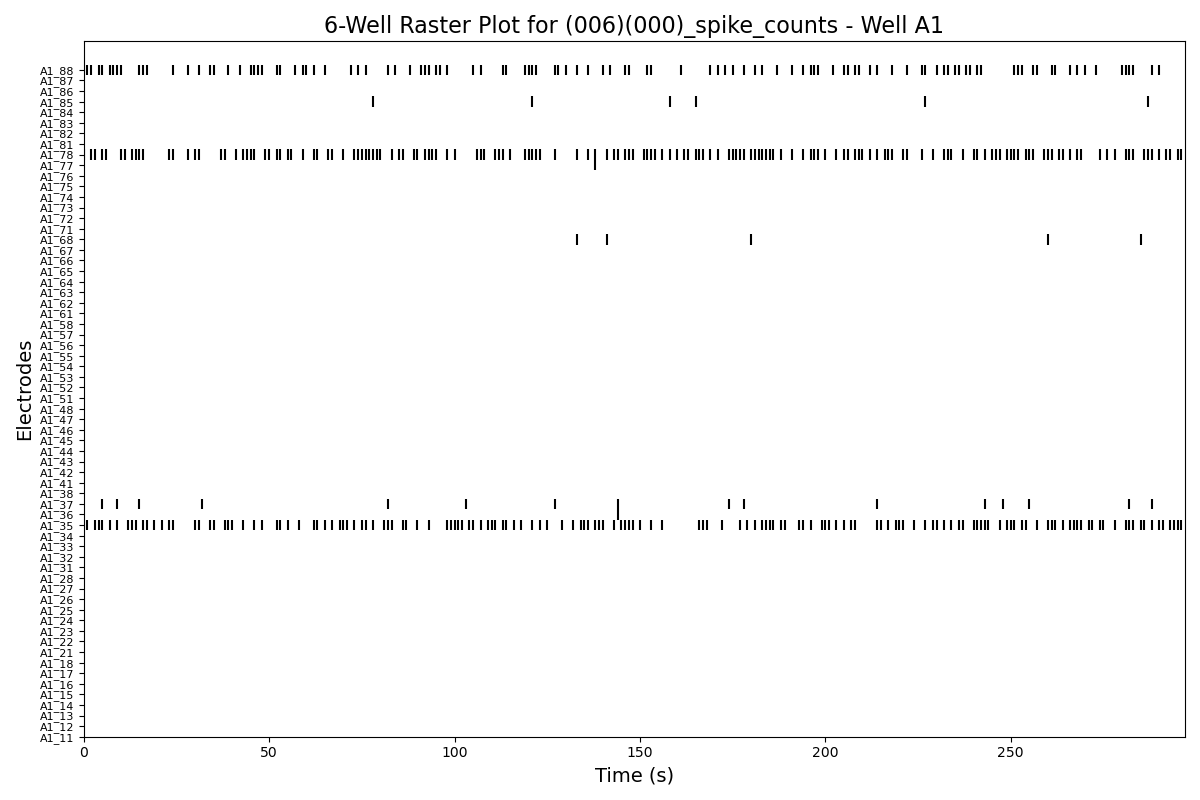 6-Well Raster Plot for (006)(000)_spike_counts - Well A1
Electrodes
A1_88
A1_87
A1_86
A1_85
A1_84
A1_83
A1_82
A1_81
A1_78
A1_77
A1_76
A1_75
A1_74
A1_73
A1_72
A1_71
A1_68
A1_67
A1_66
A1_65
A1_64
A1_63
A1_62
A1_61
A1_58
A1_57
A1_56
A1_55
A1_54
A1_53
A1_52
A1_51
A1_48
A1_47
A1_46
A1_45
A1_44
A1_43
A1_42
A1_41
A1_38
A1_37
A1_36
A1_35
A1_34
A1_33
A1_32
A1_31
A1_28
A1_27
A1_26
A1_25
A1_24
A1_23
A1_22
A1_21
A1_18
A1_17
A1_16
A1_15
A1_14
A1_13
A1_12
A1_11
0 50 100 150 200 250
Time (s)